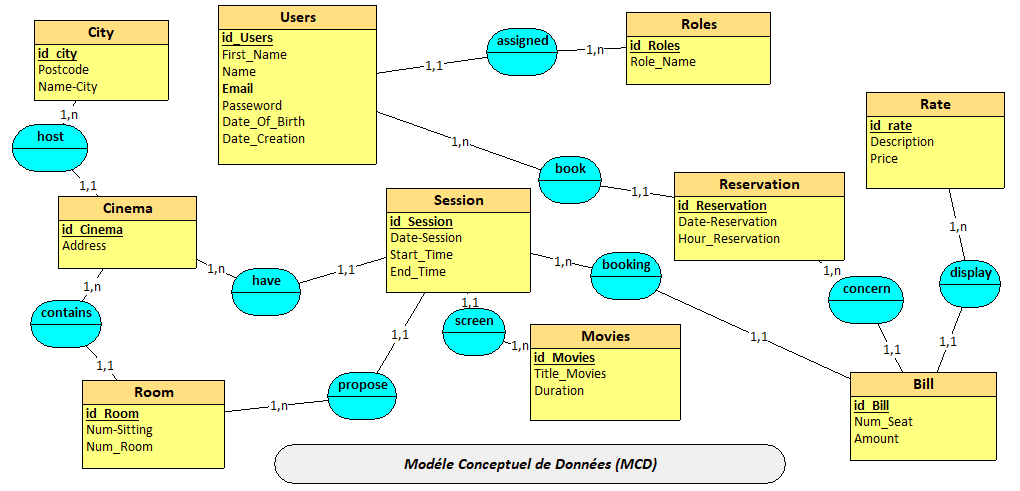 City
id_city
Postcode
Name-City
1,n
host
1,1
Users
id_Users
First_Name
Name
Email
Passeword
Date_Of_Birth
Date_Creation
1,1
assigned
1,n
Roles
id_Roles
Role_Name
1,n
book
1,1
Rate
id_rate
Description
Price
1,n
display
1,1
Reservation
id_Reservation
Date-Reservation
Hour_Reservation
1,n
concern
1,1
Cinema
id_Cinema
Address
1,n
have
1,1
Session
id_Session
Date-Session
Start_Time
End_Time
1,n
booking
1,1
1,n
contains
1,1
1,1
screen
1,n
Movies
id_Movies
Title_Movies
Duration
1,1
propose
1,n
Room
id_Room
Num-Sitting
Num_Room
Bill
id_Bill
Num_Seat
Amount
Modéle Conceptuel de Données (MCD)